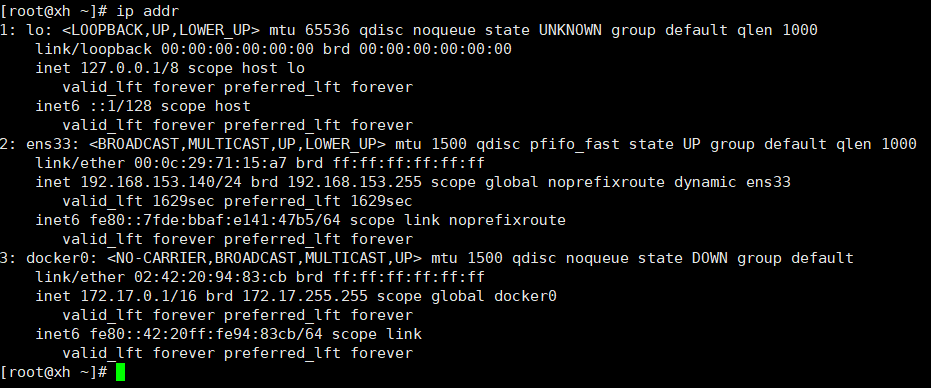 [root@xh ~]# ip addr
1: lo: <LOOPBACK,UP,LOWER_UP> mtu 65536 qdisc noqueue state UNKNOWN group default qlen 1000
    link/loopback 00:00:00:00:00:00 brd 00:00:00:00:00:00
    inet 127.0.0.1/8 scope host lo
       valid_lft forever preferred_lft forever
    inet6 ::1/128 scope host
       valid_lft forever preferred_lft forever
2: ens33: <BROADCAST,MULTICAST,UP,LOWER_UP> mtu 1500 qdisc pfifo_fast state UP group default qlen 1000
    link/ether 00:0c:29:71:15:a7 brd ff:ff:ff:ff:ff:ff
    inet 192.168.153.140/24 brd 192.168.153.255 scope global noprefixroute dynamic ens33
       valid_lft 1629sec preferred_lft 1629sec
    inet6 fe80::7fde:bbaf:e141:47b5/64 scope link noprefixroute
       valid_lft forever preferred_lft forever
3: docker0: <NO-CARRIER,BROADCAST,MULTICAST,UP> mtu 1500 qdisc noqueue state DOWN group default
    link/ether 02:42:20:94:83:cb brd ff:ff:ff:ff:ff:ff
    inet 172.17.0.1/16 brd 172.17.255.255 scope global docker0
       valid_lft forever preferred_lft forever
    inet6 fe80::42:20ff:fe94:83cb/64 scope link
       valid_lft forever preferred_lft forever
[root@xh ~]#